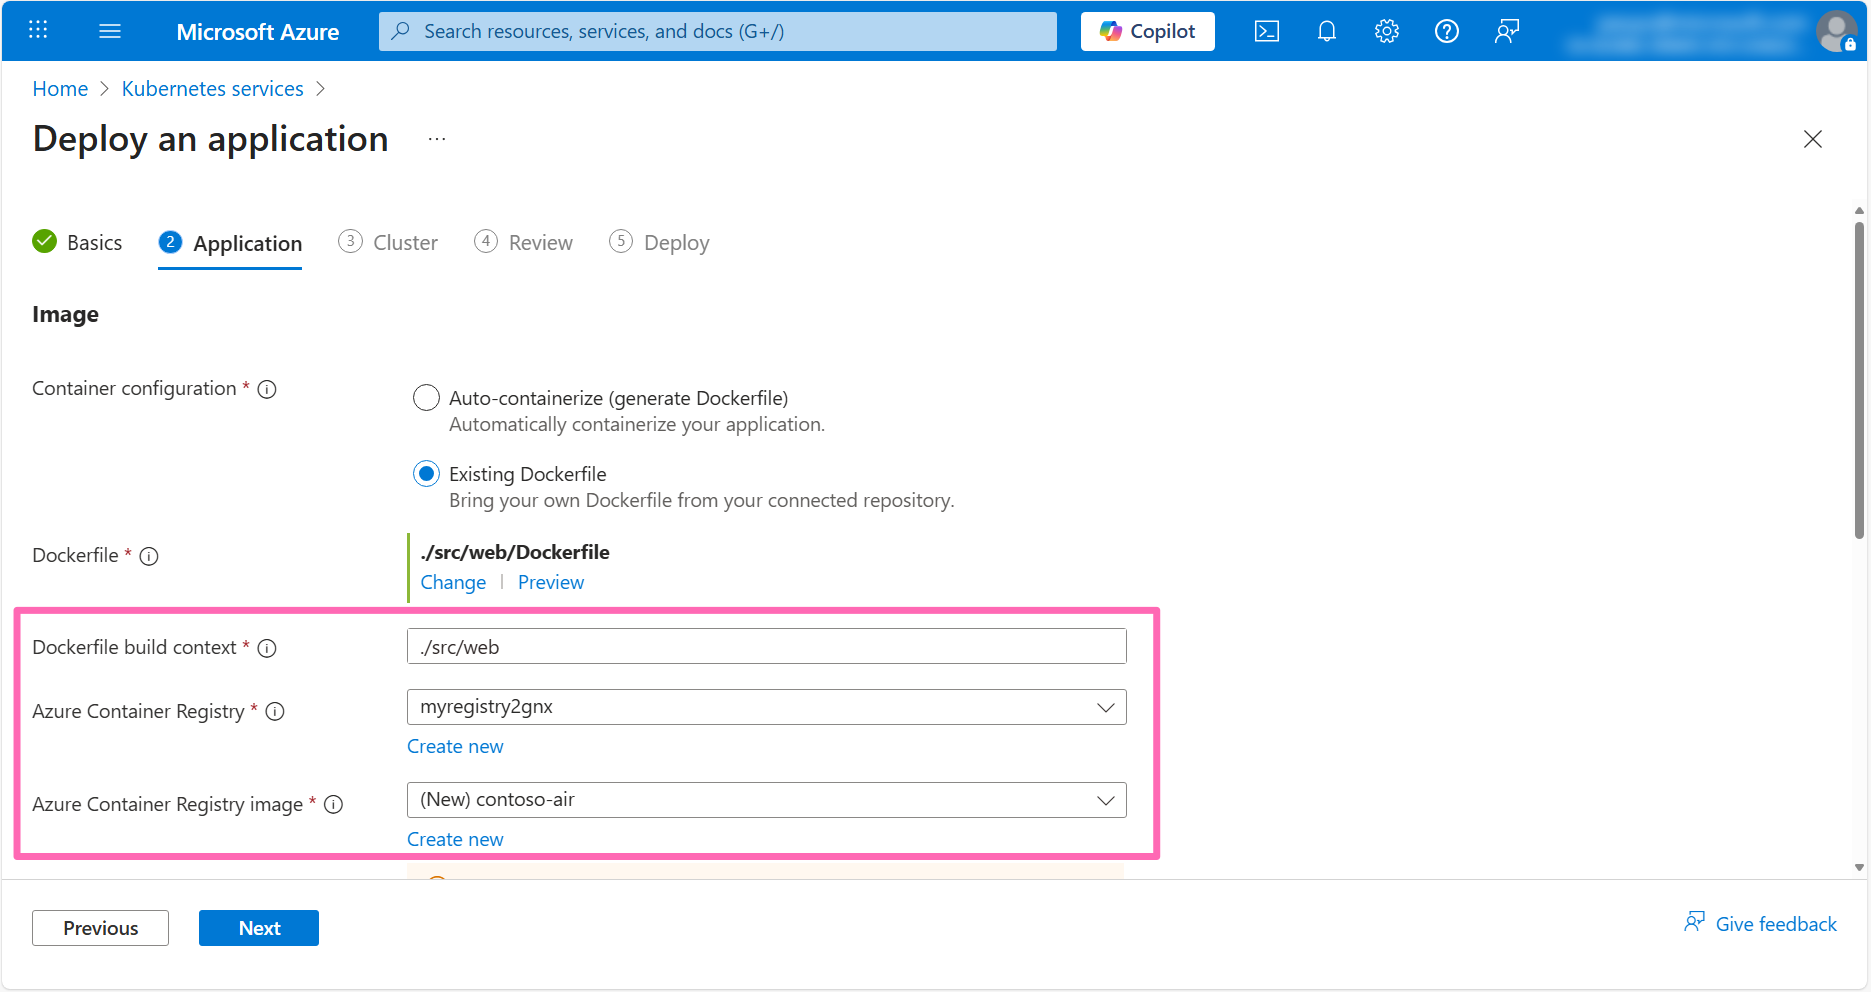 Microsoft Azure
Search resources, services, and docs (G+/)
Copilot
Home > Kubernetes services >
Deploy an application ...
Basics 2 Application 3 Cluster 4 Review 5 Deploy
Image
Container configuration *
Auto-containerize (generate Dockerfile)
Automatically containerize your application.
Existing Dockerfile
Bring your own Dockerfile from your connected repository.
Dockerfile *
./src/web/Dockerfile
Change | Preview
Dockerfile build context *
./src/web
Azure Container Registry *
myregistry2gnx
Create new
Azure Container Registry image *
(New) contoso-air
Create new
Previous
Next
Give feedback